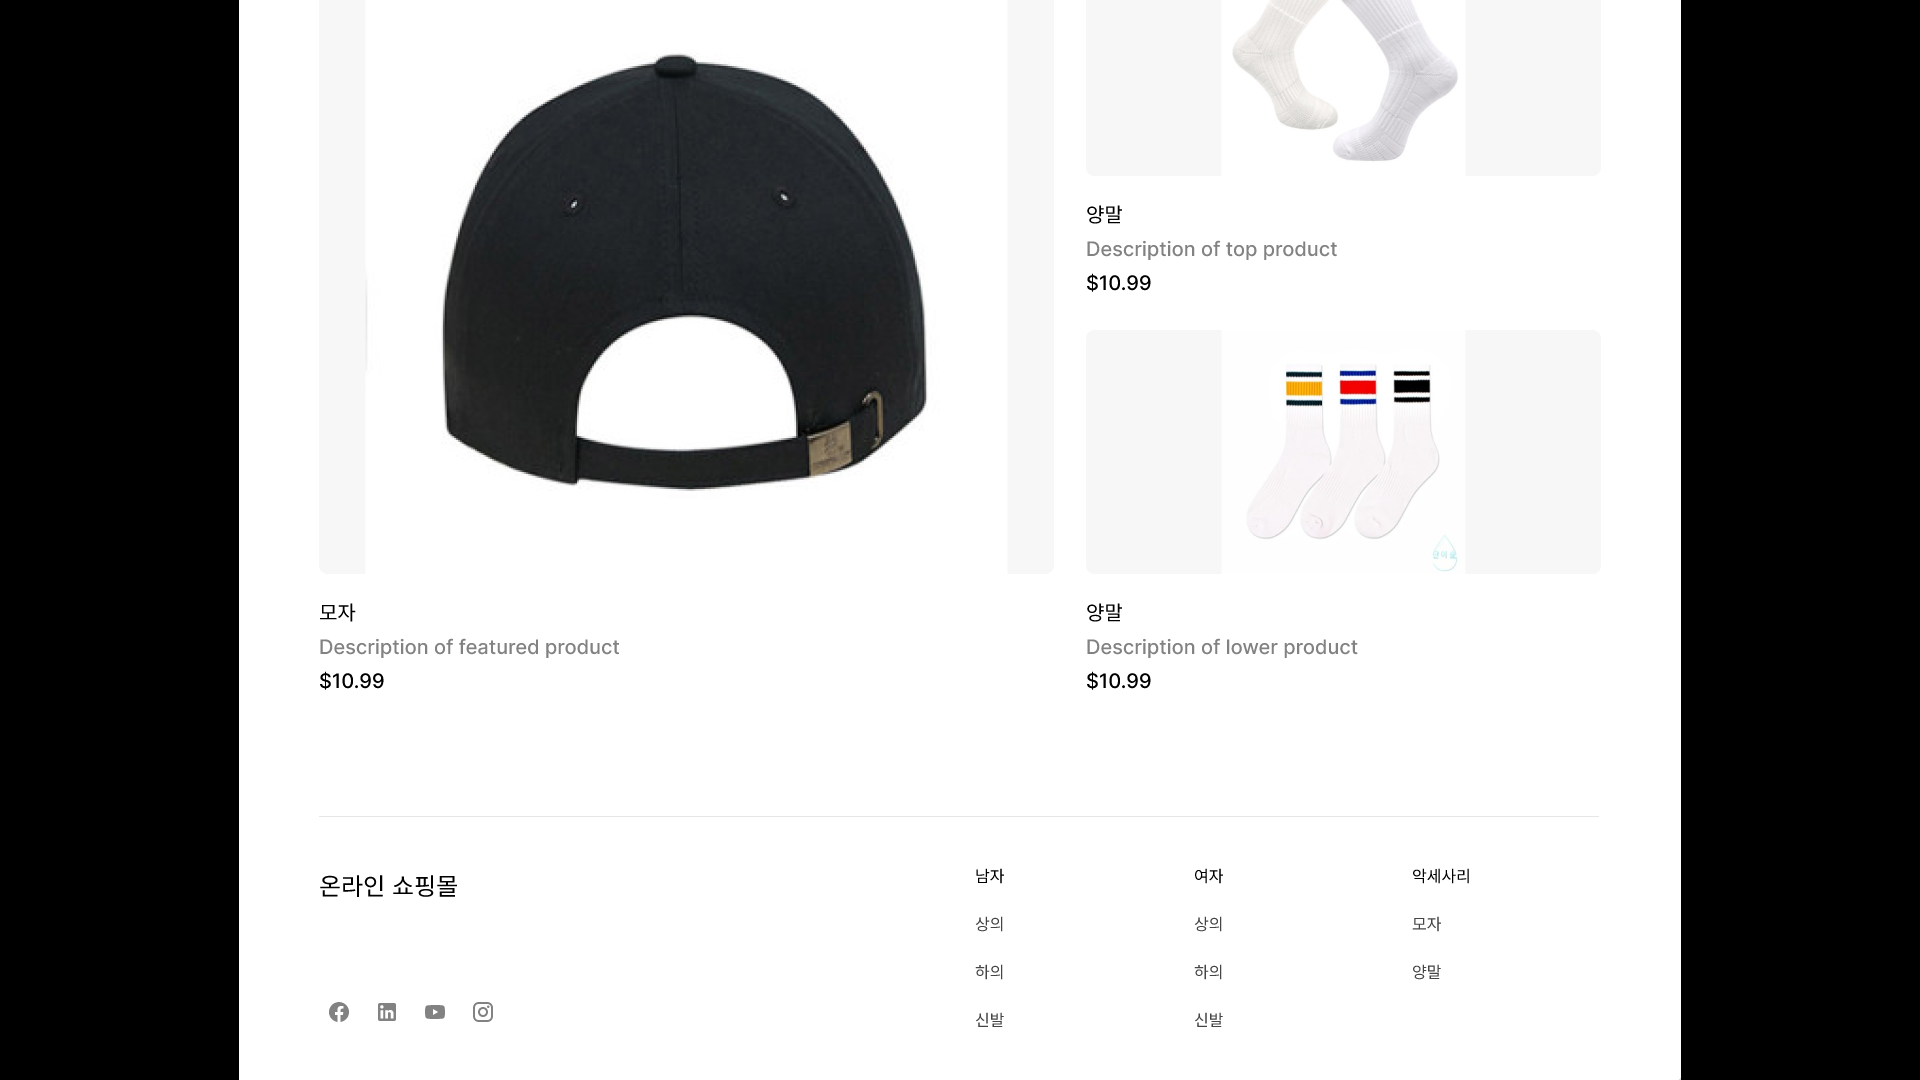 양말
Description of top product
$10.99
모자
Description of featured product
$10.99
양말
Description of lower product
$10.99
온라인 쇼핑몰
남자
상의
하의
신발
여자
상의
하의
신발
악세사리
모자
양말